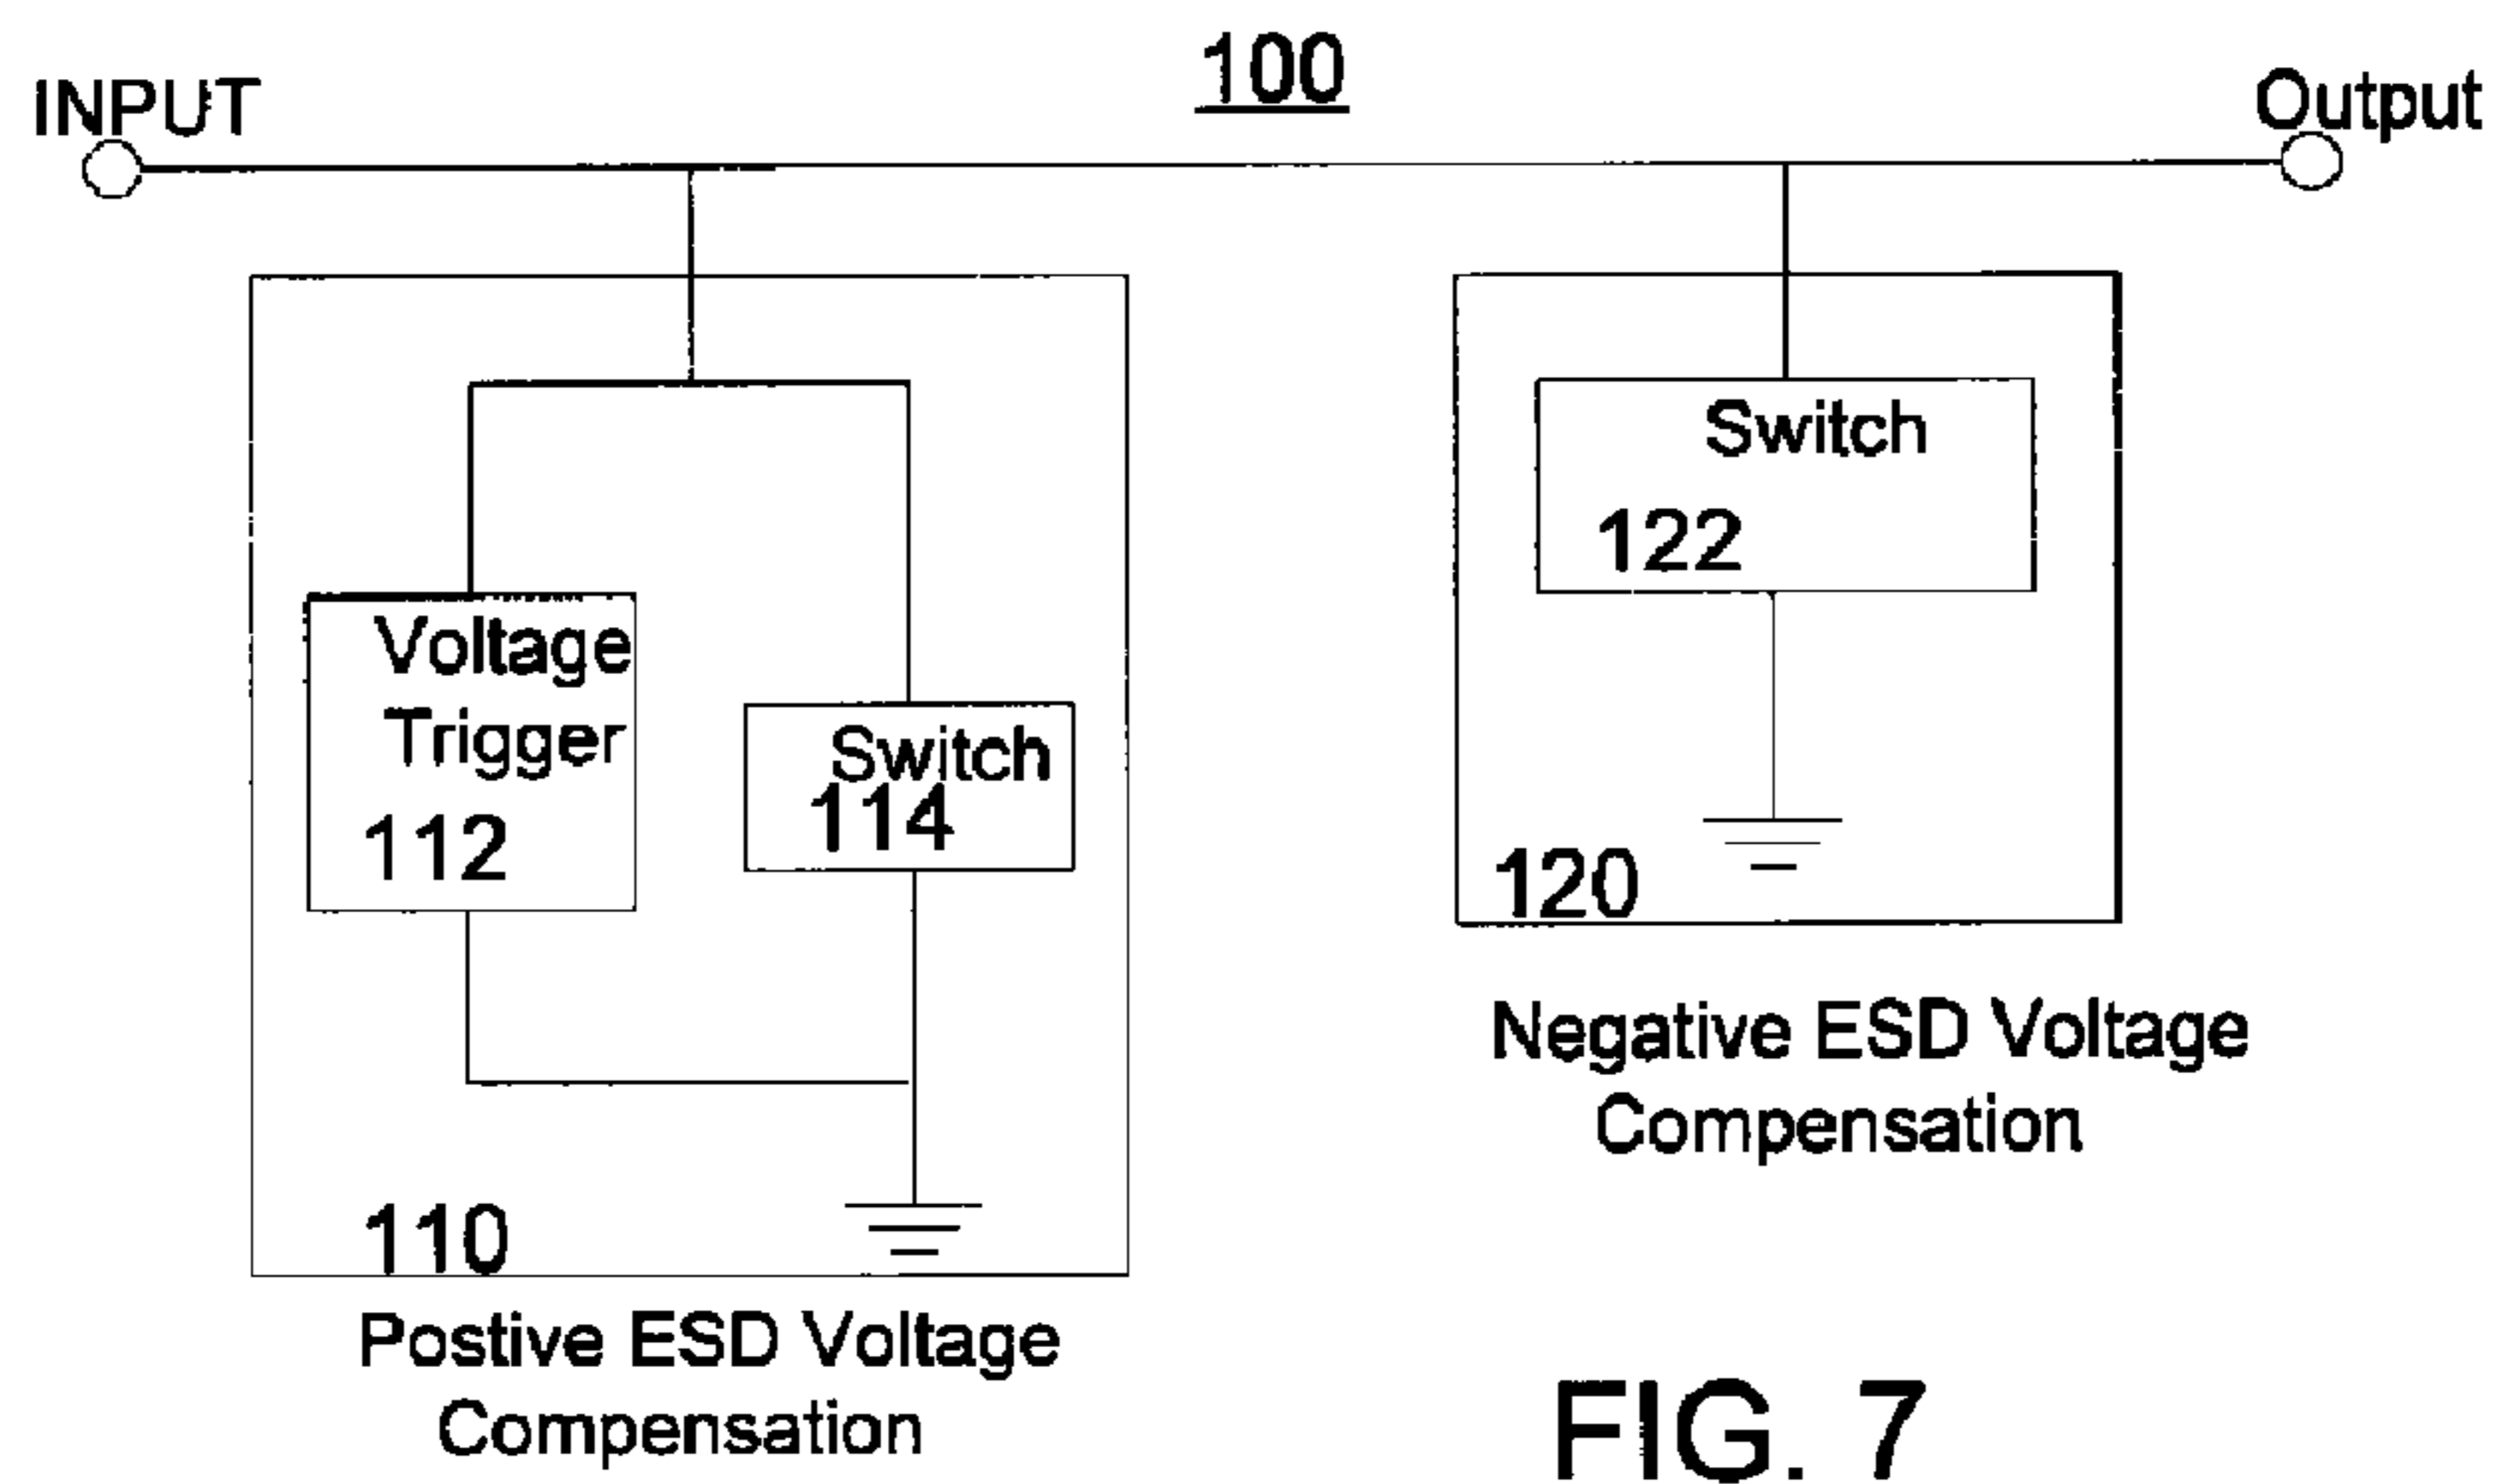 100
INPUT
Output
Switch
122
Voltage
Trigger
112
Switch
114
120
110
Negative ESD Voltage
Compensation
Postive ESD Voltage
Compensation
FIG. 7